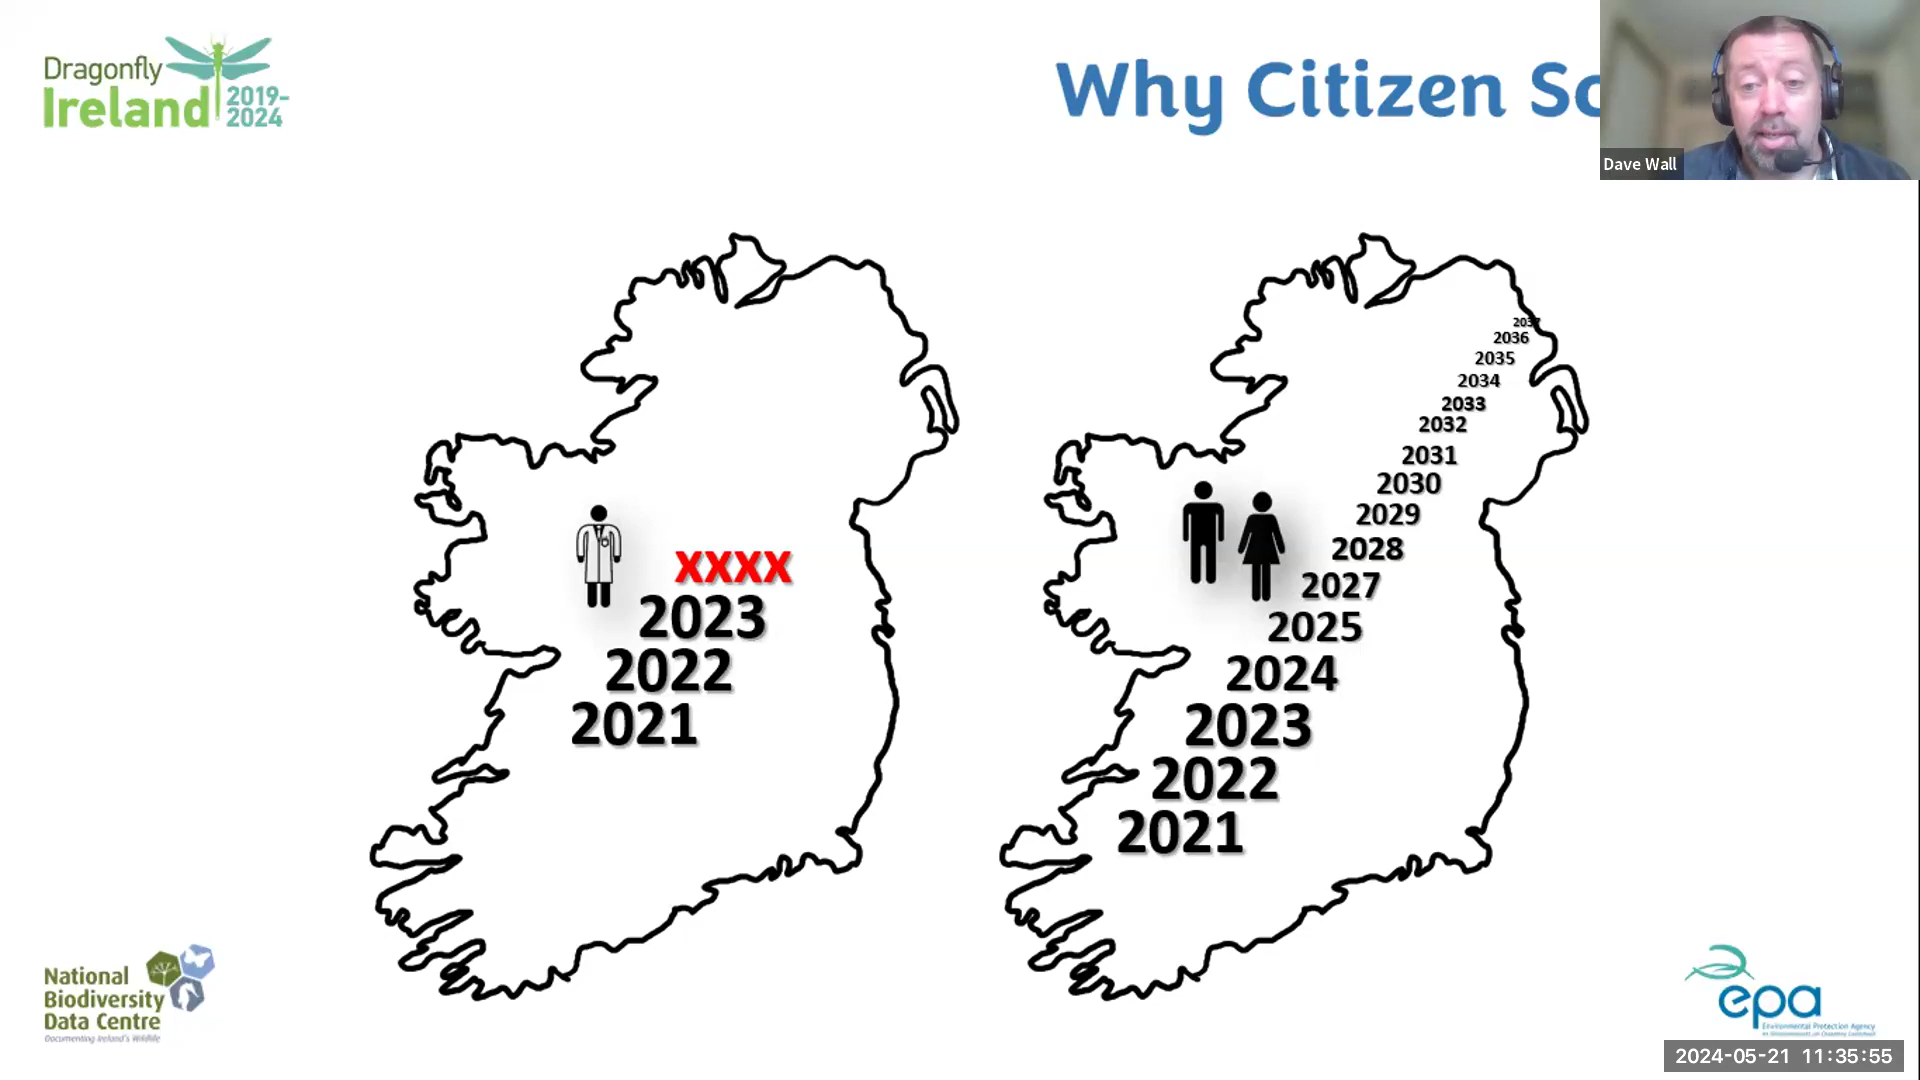 Dragonfly
Ireland 2019-
2024
Why Citizen Sc
Dave Wall
XXXX
2023
2022
2021
2037
2036
2035
2034
2033
2032
2031
2030
2029
2028
2027
2025
2024
2023
2022
2021
National
Biodiversity
Data Centre
Documenting Ireland's Wildlife
epa
Environmental Protection Agency
2024-05-21 11:35:55